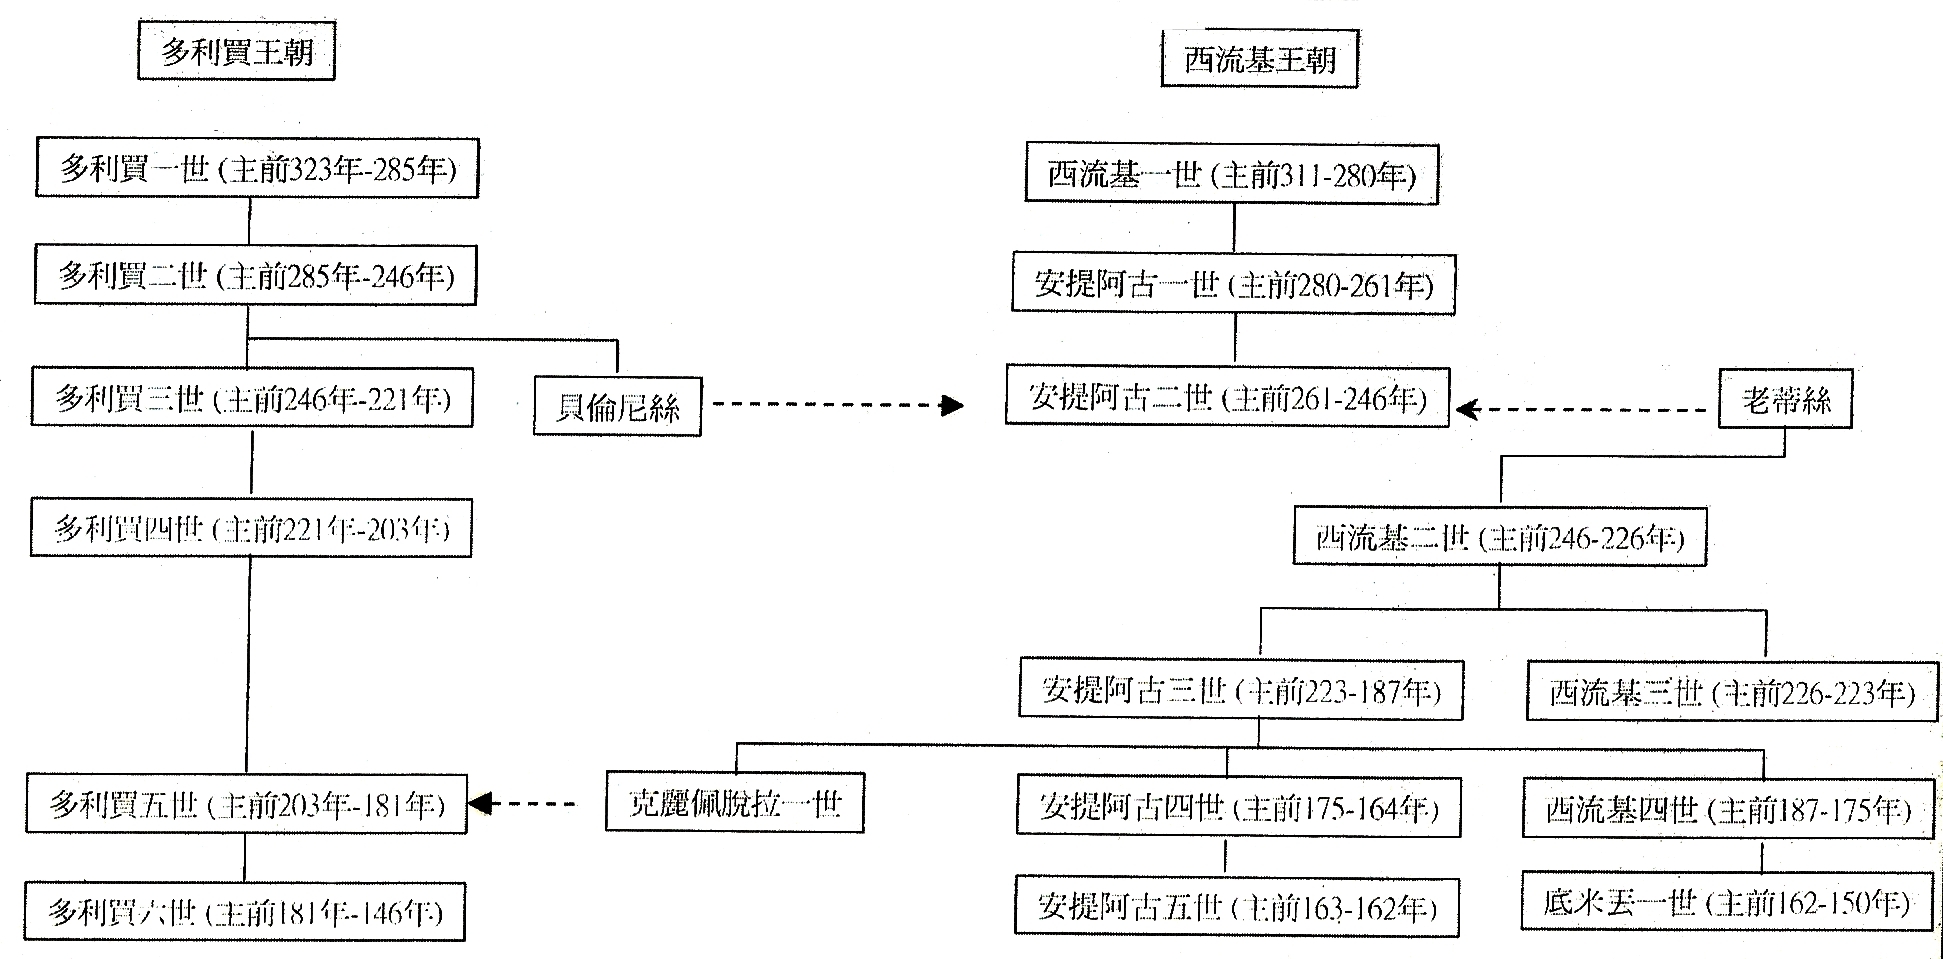 多利買王朝
西流基王朝
多利買一世 (主前323年-285年)
西流基一世 (主前311-280年)
多利買二世 (主前285年-246年)
安提阿古一世 (主前280-261年)
多利買三世 (主前246年-221年)
貝倫尼絲
安提阿古二世 (主前261-246年)
老蒂絲
多利買四世 (主前221年-203年)
西流基二世 (主前246-226年)
安提阿古三世 (主前223-187年)
西流基三世 (主前226-223年)
多利買五世 (主前203年-181年)
克麗佩脫拉一世
安提阿古四世 (主前175-164年)
西流基四世 (主前187-175年)
多利買六世 (主前181年-146年)
安提阿古五世 (主前163-162年)
底米丟一世 (主前162-150年)